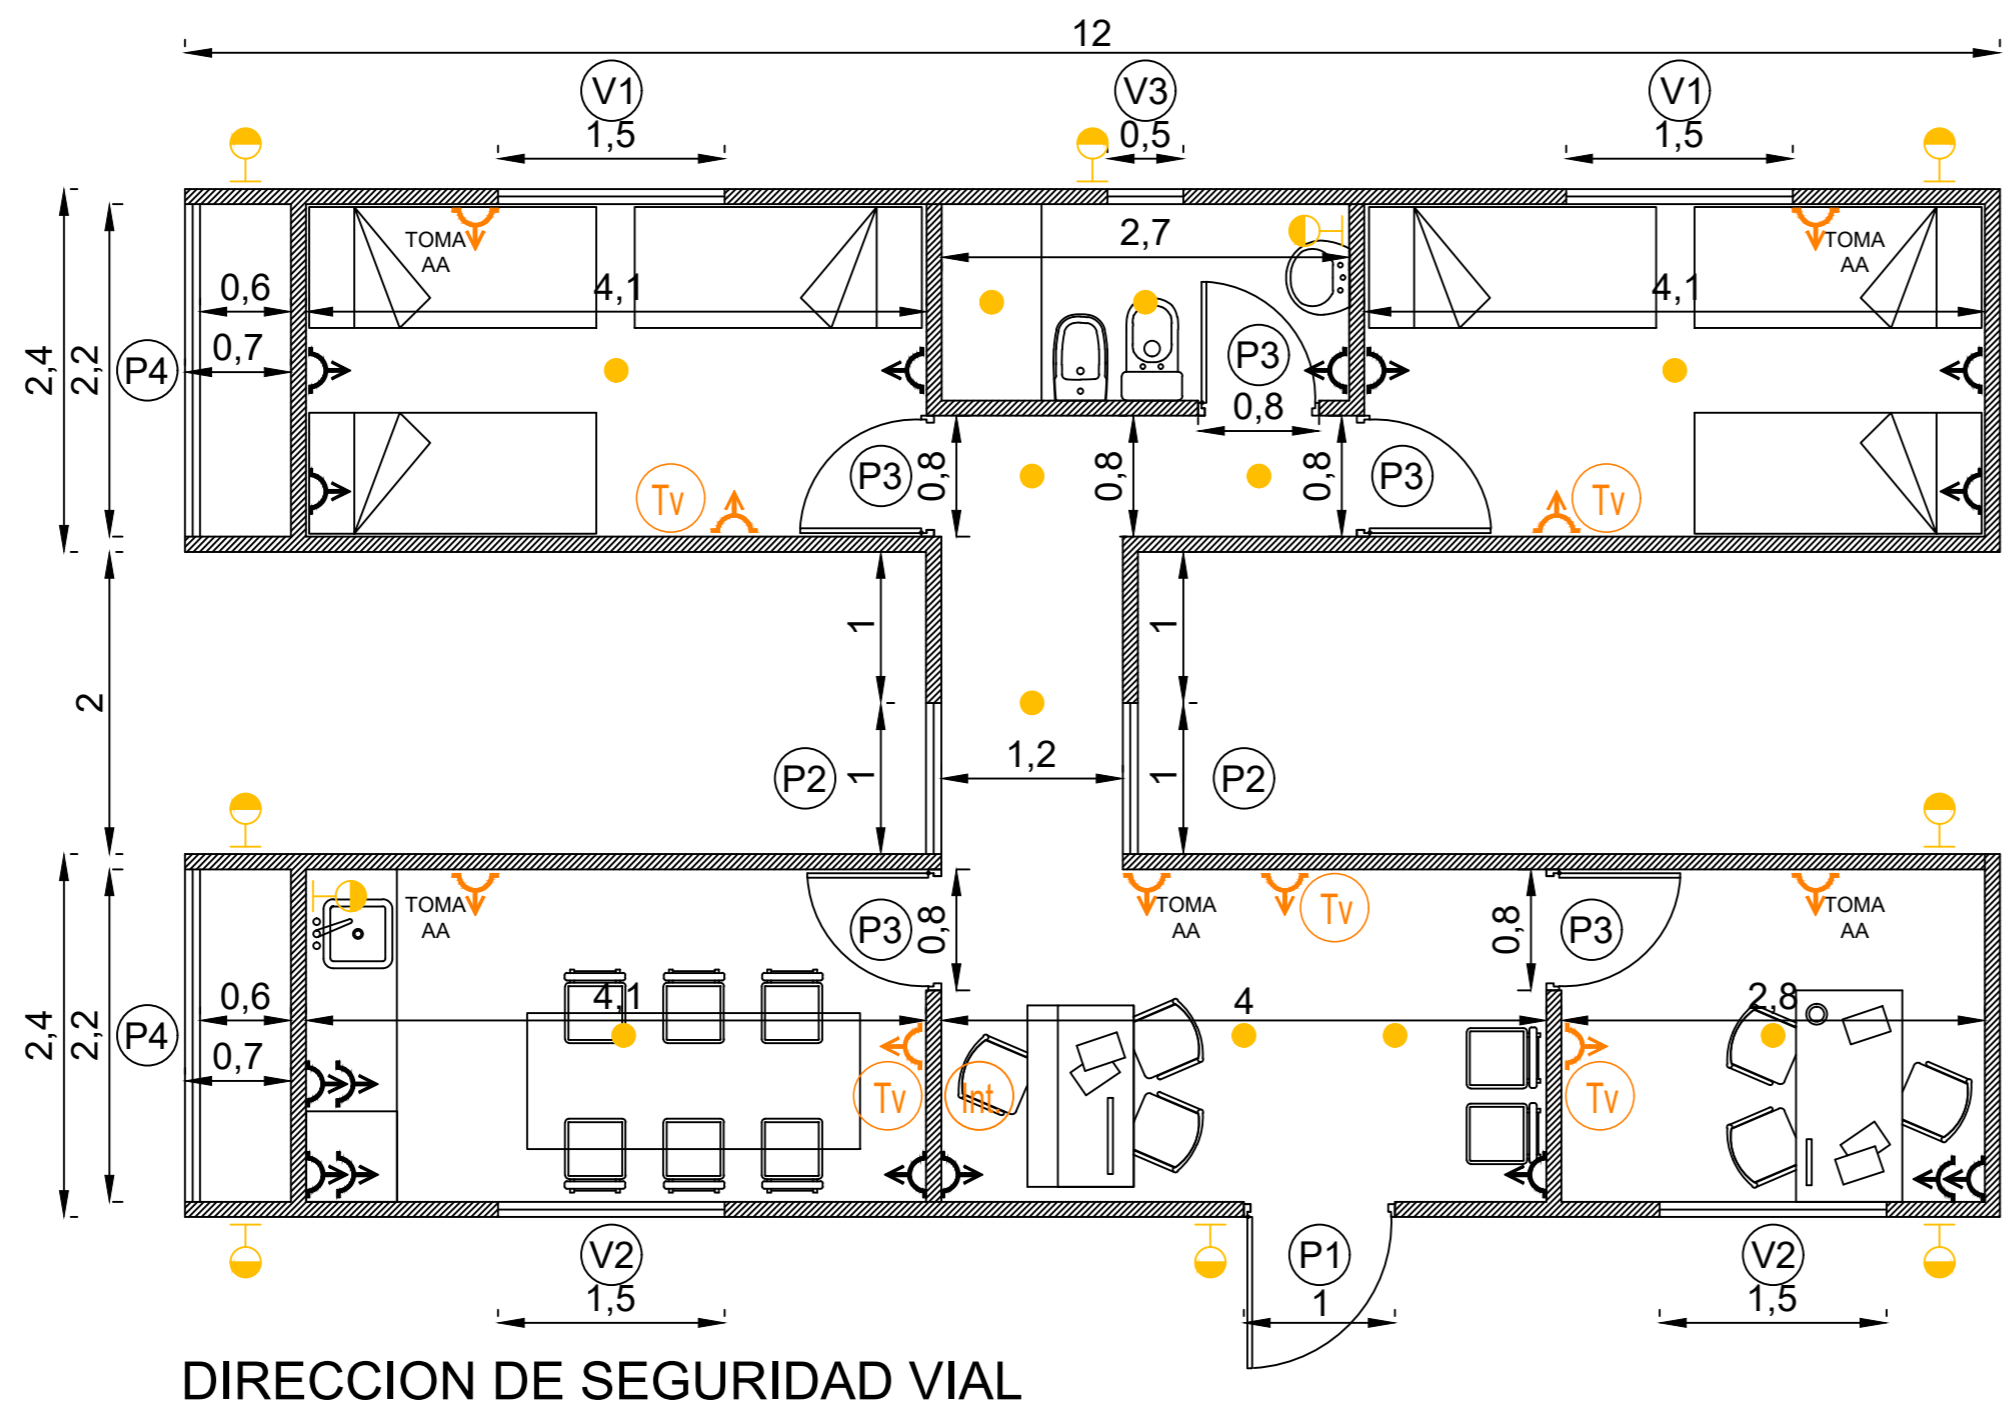 12
V1
V3
V1
1,5
0,5
1,5
TOMA
AA
2,7
TOMA
AA
0,6
4,1
4,1
2,4
2,2
P4
0,7
P3
0,8
Tv
P3
0,8
0,8
0,8
P3
Tv
1
1
2
P2
1
1,2
1
P2
TOMA
AA
P3
0,8
TOMA
AA
Tv
0,8
P3
TOMA
AA
0,6
4,1
4
2,8
2,4
2,2
P4
0,7
Tv
Int
Tv
V2
P1
V2
1,5
1
1,5
DIRECCION DE SEGURIDAD VIAL